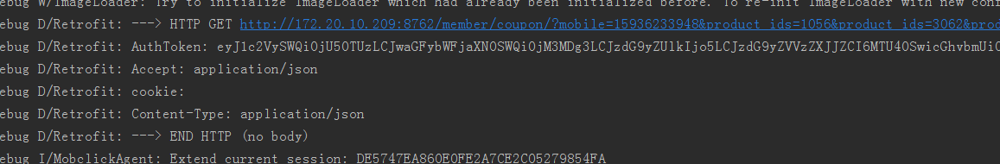 ebug W/ImageLoader: Try to initialize ImageLoader which had already been initialized before. To re-init ImageLoader with new conf
ebug D/Retrofit: ---> HTTP GET http://172.20.10.209:8762/member/coupon/?mobile=15936233948&product_ids=1056&product_ids=3062&prod
ebug D/Retrofit: AuthToken: eyJ1c2VySWQiOjU5OTUzLCJwaGFybWFjaXN0SWQiOjM3MDg3LCJzdG9yZUlkIjo5LCJzdG9yZVVzZXJJZCI6MTU4OSwicGhvbmUiO
ebug D/Retrofit: Accept: application/json
ebug D/Retrofit: cookie:
ebug D/Retrofit: Content-Type: application/json
ebug D/Retrofit: ---> END HTTP (no body)
ebug I/MobclickAgent: Extend current session: DE5747EA860E0FE2A7CE2C05279854FA